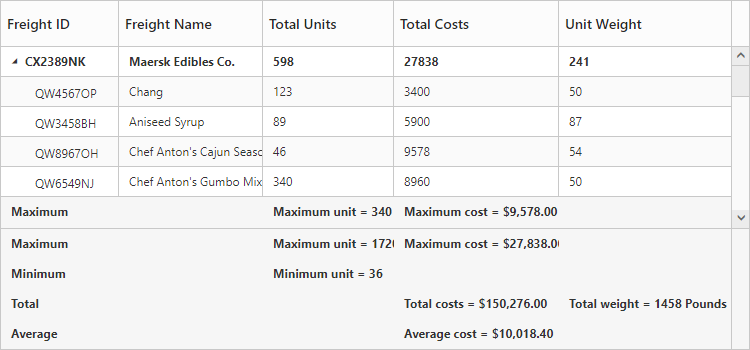 Freight ID Freight Name Total Units Total Costs Unit Weight
CX2389NK Maersk Edibles Co. 598 27838 241
QW4567OP Chang 123 3400 50
QW3458BH Aniseed Syrup 89 5900 87
QW8967OH Chef Anton's Cajun Seasc 46 9578 54
QW6549NJ Chef Anton's Gumbo Mix 340 8960 50
Maximum Maximum unit = 340 Maximum cost = $9,578.00
Maximum Maximum unit = 1720 Maximum cost = $27,838.00
Minimum Minimum unit = 36
Total Total costs = $150,276.00 Total weight = 1458 Pounds
Average Average cost = $10,018.40